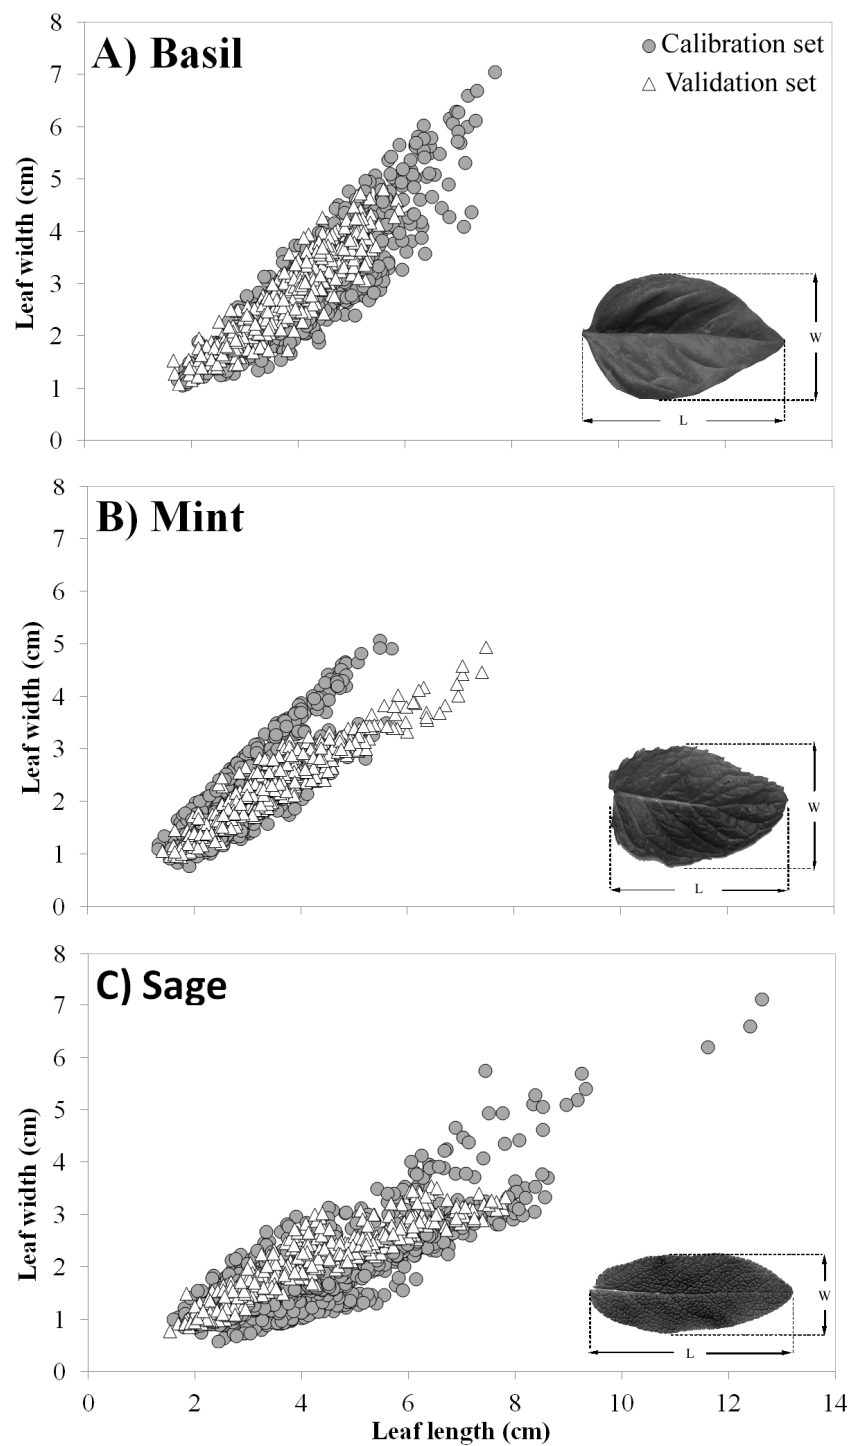 A) Basil
Calibration set
Validation set
8
7
6
5
4
3
2
1
0
Leaf width (cm)
W
L
B) Mint
8
7
6
5
4
3
2
1
0
Leaf width (cm)
W
L
C) Sage
8
7
6
5
4
3
2
1
0
Leaf width (cm)
W
L
0 2 4 6 8 10 12 14
Leaf length (cm)